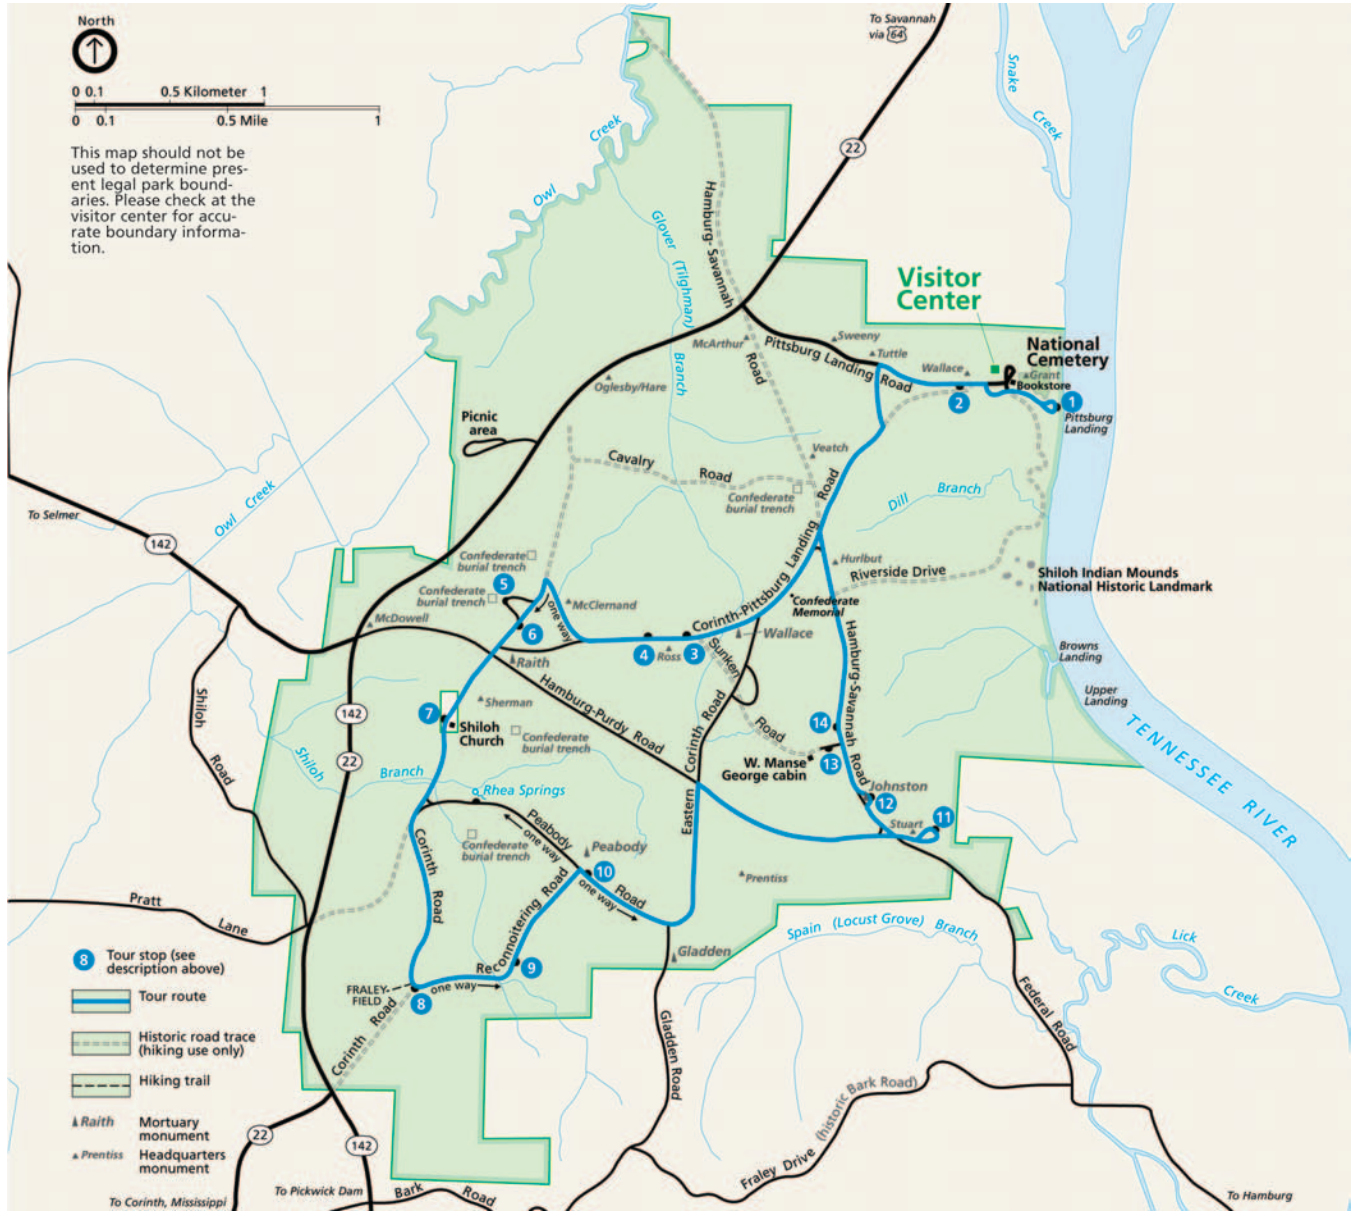 North
0 0.1 0.5 Kilometer 1
0 0.1 0.5 Mile 1
This map should not be
used to determine pres-
ent legal park bound-
aries. Please check at the
visitor center for accu-
rate boundary informa-
tion.
To Savannah
via 64
Snake
Creek
22
Owl
Creek
Glover (Tilghman)
Branch
Hamburg-Savannah
Road
Visitor
Center
National
Cemetery
Grant
Bookstore
1
Pittsburg
Landing
McArthur
Pittsburg Landing
Road
Sweeny
Tuttle
Wallace
2
Oglesby/Hare
Picnic
area
Cavalry
Road
Veatch
Confederate
burial trench
Dill Branch
Owl Creek
To Selmer
142
Corinth-Pittsburg Landing
Road
Hurlbut
Riverside Drive
Shiloh Indian Mounds
National Historic Landmark
Confederate
burial trench
5
Confederate
burial trench
one way
McClernand
McDowell
6
Confederate
Memorial
Wallace
4
Ross
3
Sunken
Road
Raith
Browns
Landing
Upper
Landing
Hamburg-Savannah Road
Hamburg-Purdy Road
Sherman
142
7
Shiloh
Church
Confederate
burial trench
Shiloh
Road
22
14
TENNESSEE RIVER
W. Manse
George cabin
13
Eastern Corinth Road
Shiloh
Branch
Rhea Springs
Johnston
12
Stuart
11
Peabody
Road
one way
Confederate
burial trench
Peabody
10
one way
Corinth
Road
Prentiss
Pratt
Lane
Reconnoitering Road
Spain (Locust Grove) Branch
Lick
Creek
Gladden
8 Tour stop (see
description above)
9
FRALEY
FIELD
8
one way
Tour route
Federal Road
Historic road trace
(hiking use only)
Corinth Road
Gladden Road
Hiking trail
Raith Mortuary
monument
Prentiss Headquarters
monument
22
142
Fraley Drive (historic Bark Road)
To Corinth, Mississippi
To Pickwick Dam
Bark Road
To Hamburg